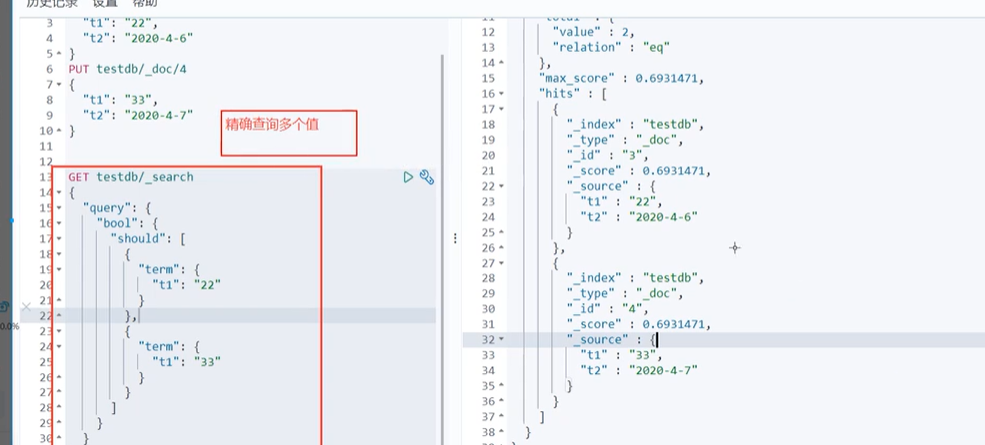 历史记录 设置 帮助
3 "t1": "22",
4 "t2": "2020-4-6"
5 }
6 PUT testdb/_doc/4
7 {
8 "t1": "33",
9 "t2": "2020-4-7"
10 }
11
12
精确查询多个值
13 GET testdb/_search
14 {
15 "query": {
16 "bool": {
17 "should": [
18 {
19 "term": {
20 "t1": "22"
21 }
22 },
23 {
24 "term": {
25 "t1": "33"
26 }
27 }
28 ]
29 }
30 }
0.0%
11 "total" : {
12 "value" : 2,
13 "relation" : "eq"
14 },
15 "max_score" : 0.6931471,
16 "hits" : [
17 {
18 "_index" : "testdb",
19 "_type" : "_doc",
20 "_id" : "3",
21 "_score" : 0.6931471,
22 "_source" : {
23 "t1" : "22",
24 "t2" : "2020-4-6"
25 }
26 },
27 {
28 "_index" : "testdb",
29 "_type" : "_doc",
30 "_id" : "4",
31 "_score" : 0.6931471,
32 "_source" : {
33 "t1" : "33",
34 "t2" : "2020-4-7"
35 }
36 }
37 ]
38 }